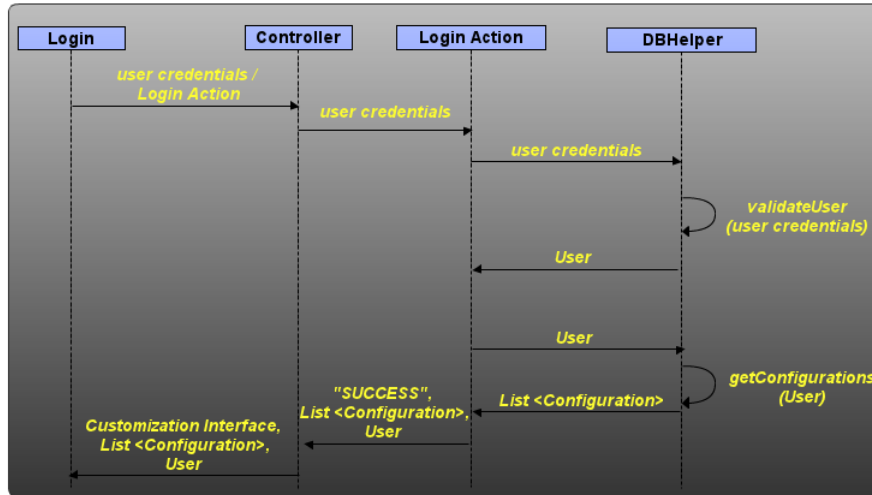 Login
Controller
Login Action
DBHelper
user credentials /
Login Action
user credentials
user credentials
validateUser
(user credentials)
User
User
getConfigurations
(User)
List <Configuration>
"SUCCESS",
List <Configuration>,
User
Customization Interface,
List <Configuration>,
User